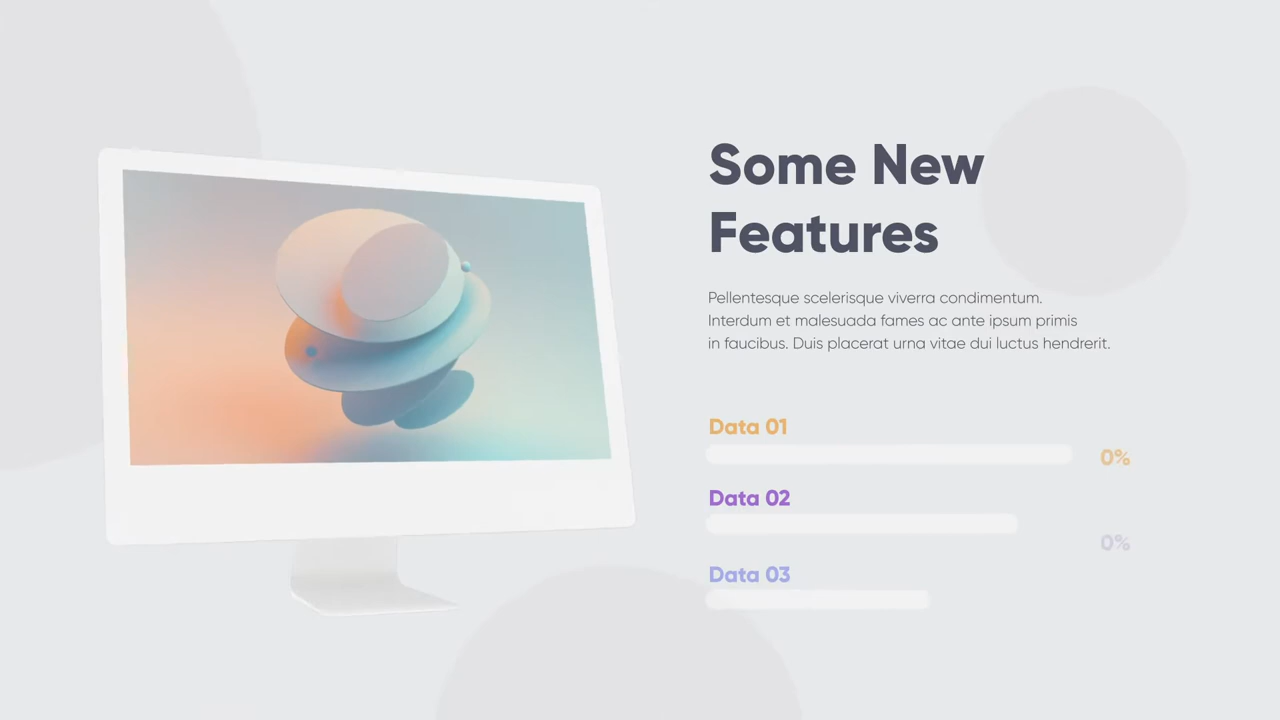 Some New
Features
Pellentesque scelerisque viverra condimentum.
Interdum et malesuada fames ac ante ipsum primis
in faucibus. Duis placerat urna vitae dui luctus hendrerit.
Data 01
0%
Data 02
0%
Data 03